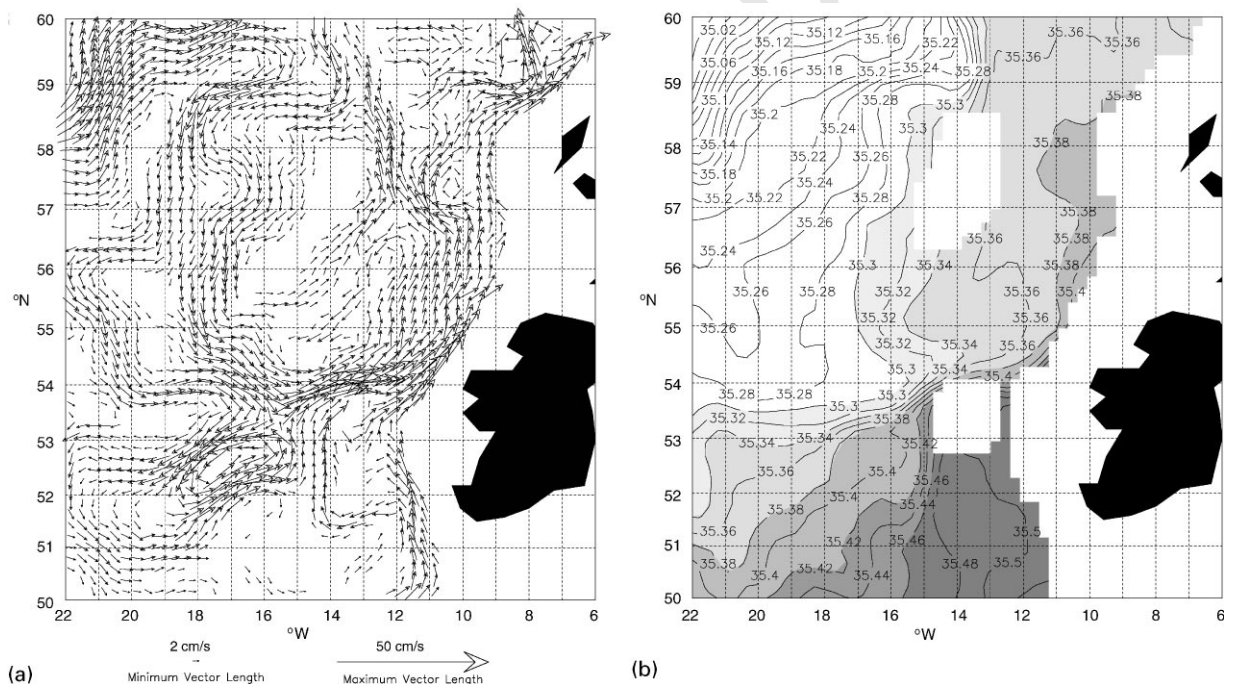 60
59
58
57
56
°N
55
54
53
52
51
50
22 20 18 16 14 12 10 8 6
°W
2 cm/s 50 cm/s
Minimum Vector Length Maximum Vector Length
(a)
60
59
58
57
56
°N
55
54
53
52
51
50
22 20 18 16 14 12 10 8 6
°W
(b)
35.02 35.12 35.12 35.16 35.22 35.36 35.36
35.06 35.16 35.18 35.2 35.24 35.28 35.36
35.1 35.2 35.28 35.3 35.38
35.14 35.24 35.26 35.3 35.38
35.18 35.22 35.24
35.2 35.22 35.26 35.28 35.38
35.24 35.36 35.38
35.3 35.34 35.38
35.26 35.28 35.32 35.36 35.4
35.26 35.32 35.36
35.32 35.34 35.36
35.3 35.34 35.4
35.28 35.28 35.3 35.3
35.32 35.34 35.38 35.42
35.34
35.36 35.4 35.46
35.36 35.38 35.4 35.44 35.5
35.42 35.46
35.38 35.4 35.42 35.44 35.48 35.5